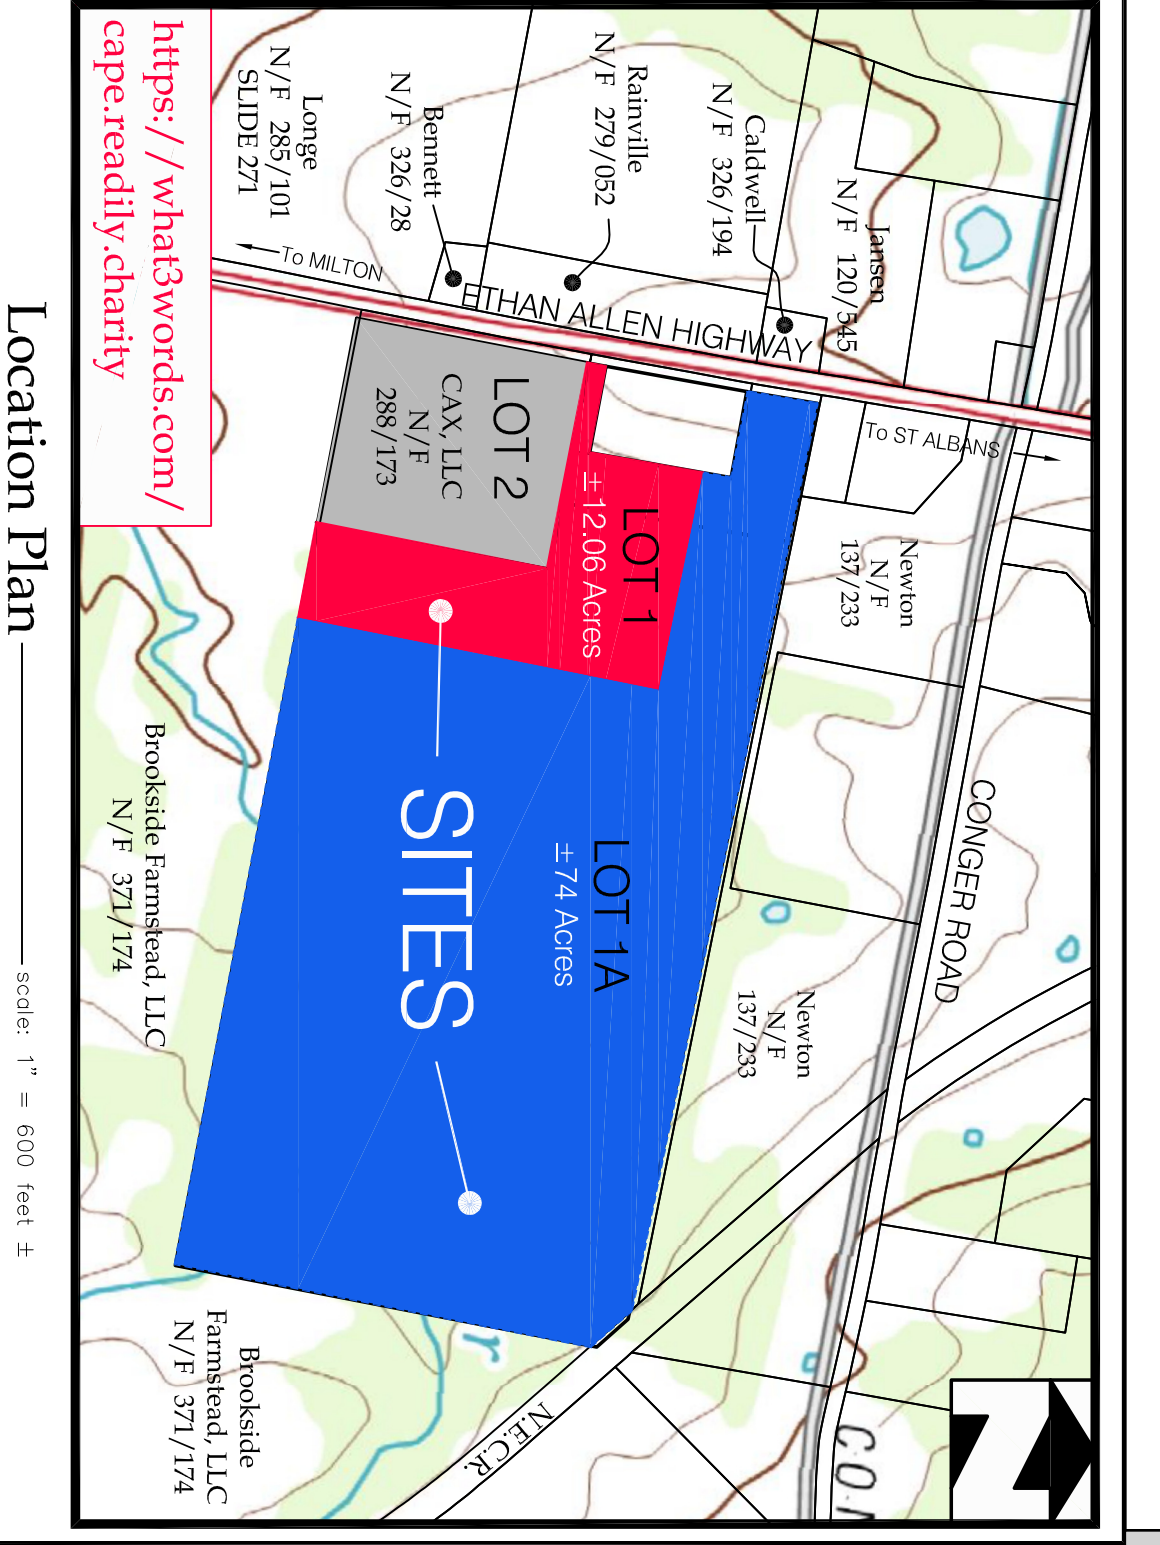 https://what3words.com/
cape.readily.charity
Longe
N/F 285/101
SLIDE 271
Bennett
N/F 326/28
Rainville
N/F 279/052
Caldwell
N/F 326/194
Jansen
N/F 120/545
To MILTON
ETHAN ALLEN HIGHWAY
To ST ALBANS
LOT 2
CAX, LLC
N/F
288/173
LOT 1
±12.06 Acres
Newton
N/F
137/233
SITES
LOT 1A
±74 Acres
CONGER ROAD
Newton
N/F
137/233
Brookside Farmstead, LLC
N/F 371/174
Brookside
Farmstead, LLC
N/F 371/174
N.E.C.R.
r
CON
N
Location Plan
scale: 1" = 600 feet ±